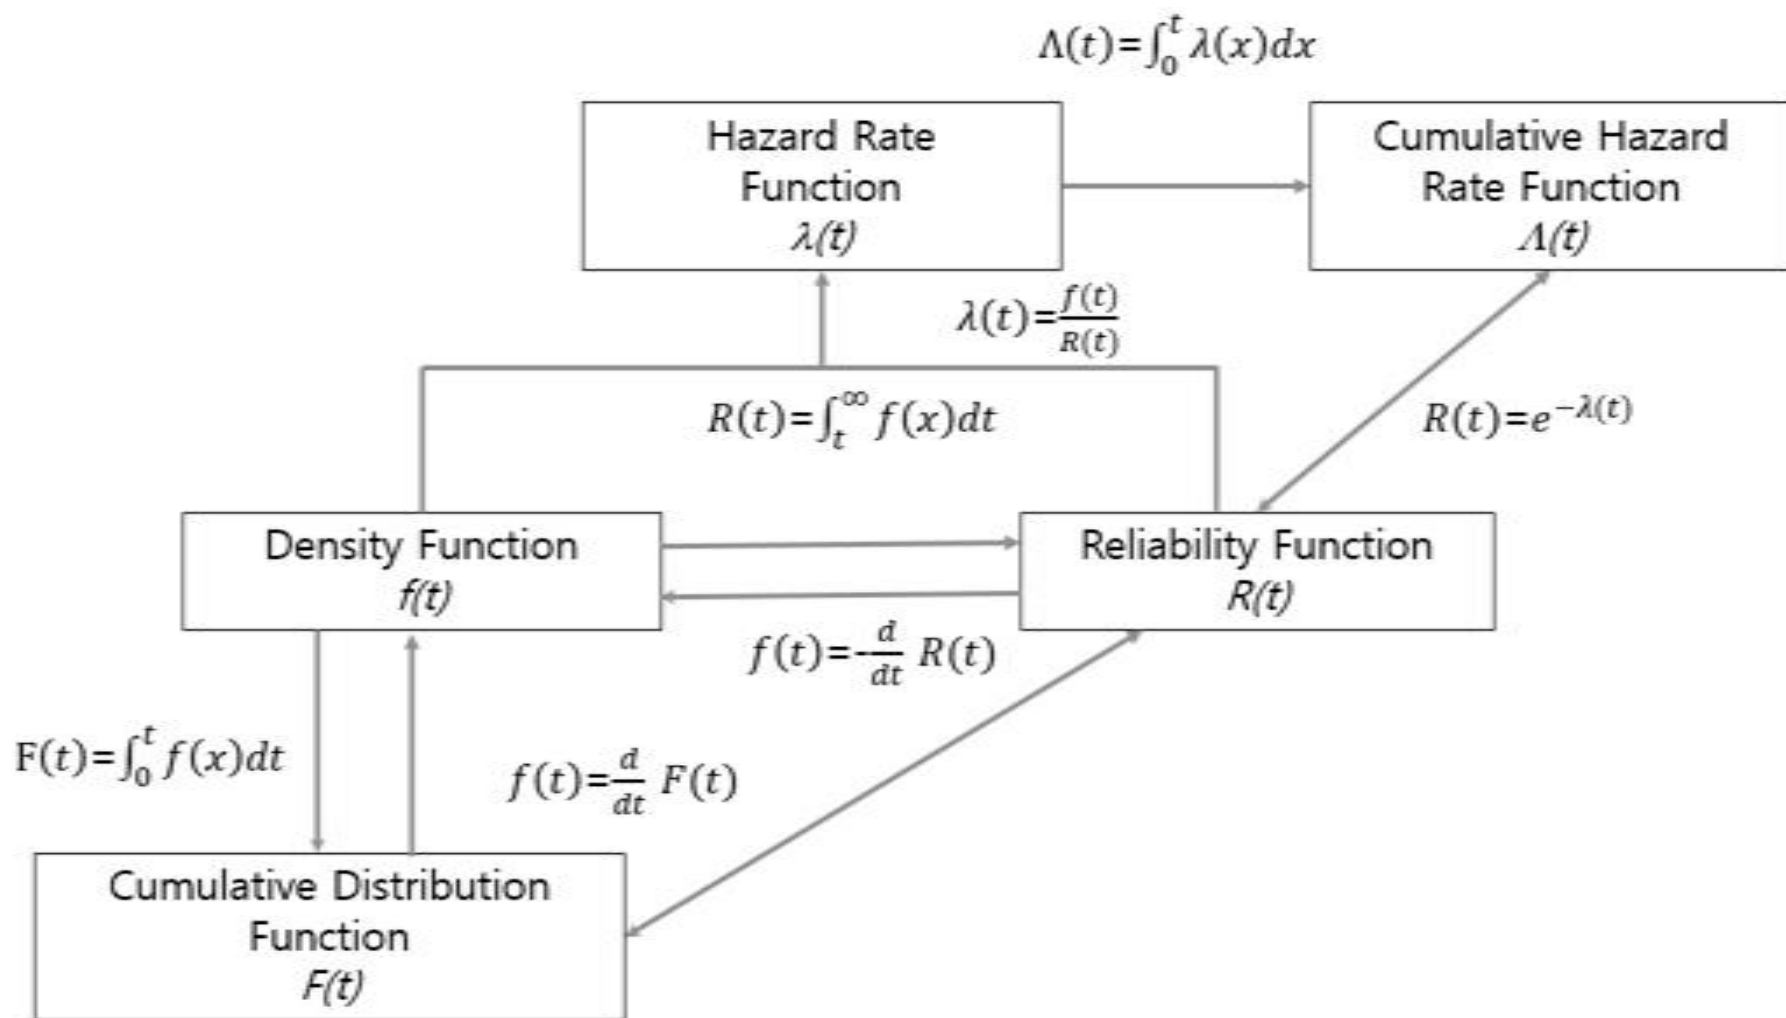 Λ(t)=∫₀ᵗ λ(x)dx
Hazard Rate
Function
λ(t)
Cumulative Hazard
Rate Function
Λ(t)
λ(t)=f(t)/R(t)
R(t)=∫ₜ^∞ f(x)dt
R(t)=e^{-λ(t)}
Density Function
f(t)
Reliability Function
R(t)
f(t)=-d/dt R(t)
F(t)=∫₀ᵗ f(x)dt
f(t)=d/dt F(t)
Cumulative Distribution
Function
F(t)